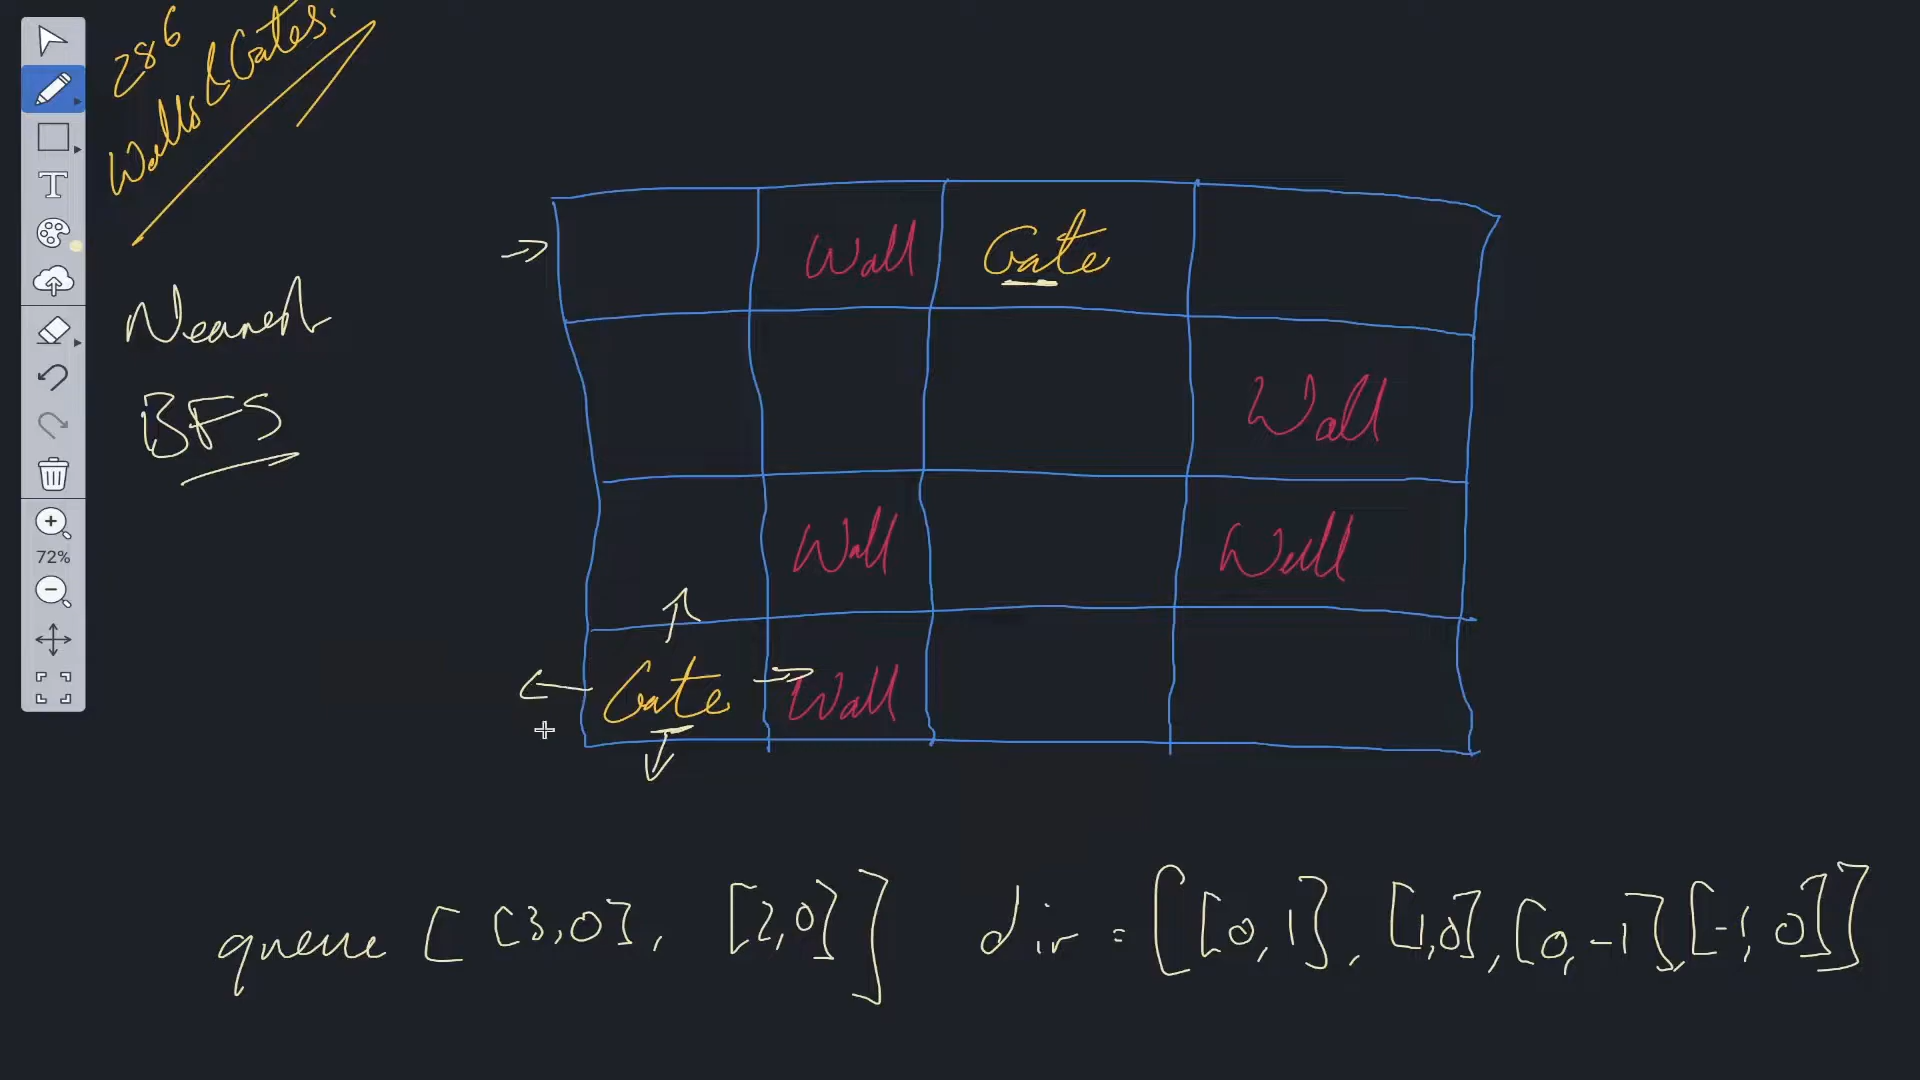 286
Walls & Gates.
Nearest
BFS
Wall Gate
Wall
Wall Wall
Gate Wall
queue [ [3,0], [2,0] ] dir = [ [0,1], [1,0], [0,-1], [-1,0] ]
72%
T